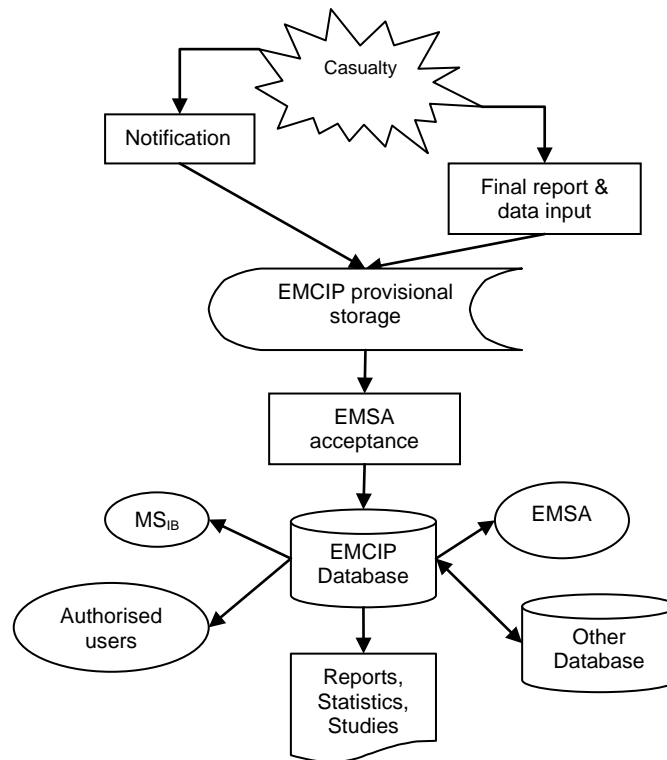 Casualty
Notification
Final report &
data input
EMCIP provisional
storage
EMSA
acceptance
MS_IB
EMSA
EMCIP
Database
Authorised
users
Other
Database
Reports,
Statistics,
Studies